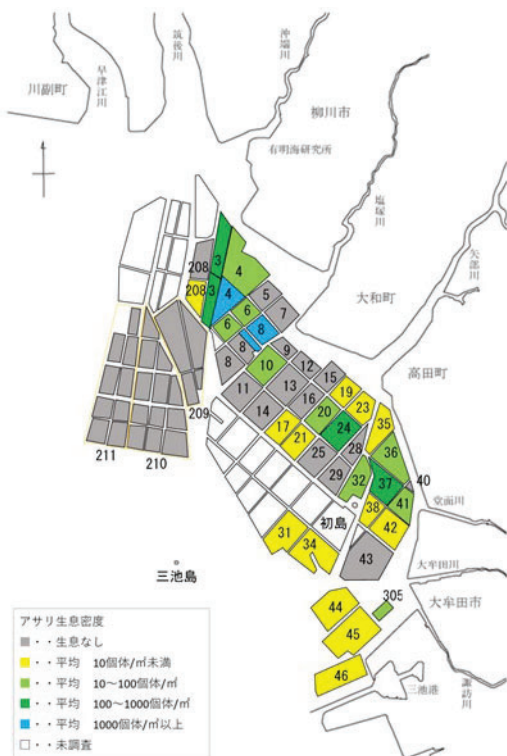 川副町
早津江川
筑後川
沖端川
柳川市
有明海研究所
塩塚川
矢部川
大和町
高田町
208
3
4
208
3
4
5
7
6
6
8
8
8
9
10
12
15
11
13
16
19
23
14
17
21
20
24
35
36
25
28
29
32
37
40
41
38
42
堂面川
209
211
210
初島
31
34
43
大牟田川
三池島
大牟田市
305
44
45
46
三池港
諏訪川
アサリ生息密度
・・生息なし
・・平均 10個体/㎡未満
・・平均 10～100個体/㎡
・・平均 100～1000個体/㎡
・・平均 1000個体/㎡以上
・・未調査